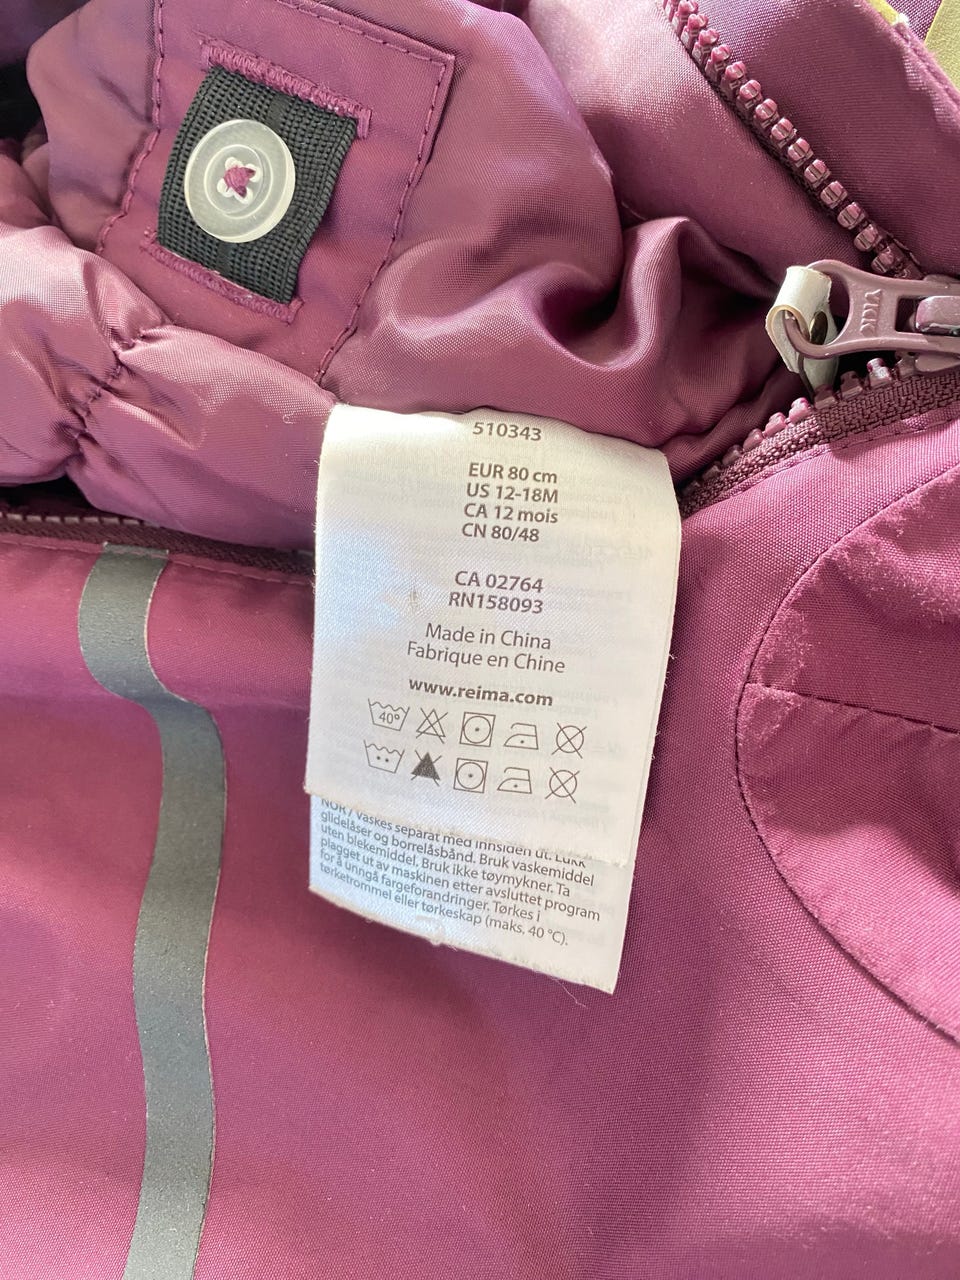 YKK
510343
EUR 80 cm
US 12-18M
CA 12 mois
CN 80/48
CA 02764
RN158093
Made in China
Fabrique en Chine
www.reima.com
40°
NOR / Vaskes separat med innsiden ut. Lukk
glidelåser og borrelåsbånd. Bruk vaskemiddel
uten blekemiddel. Bruk ikke tøymykner. Ta
plagget ut av maskinen etter avsluttet program
for å unngå fargeforandringer. Tørkes i
tørketrommel eller tørkeskap (maks. 40 °C).